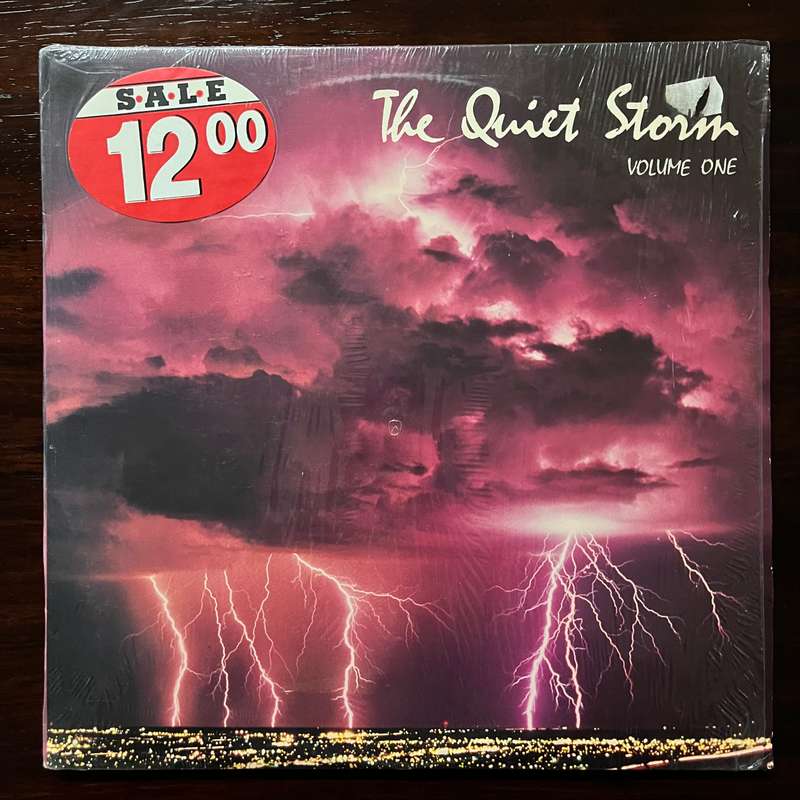 S•A•L•E
12 00
The Quiet Storm
VOLUME ONE